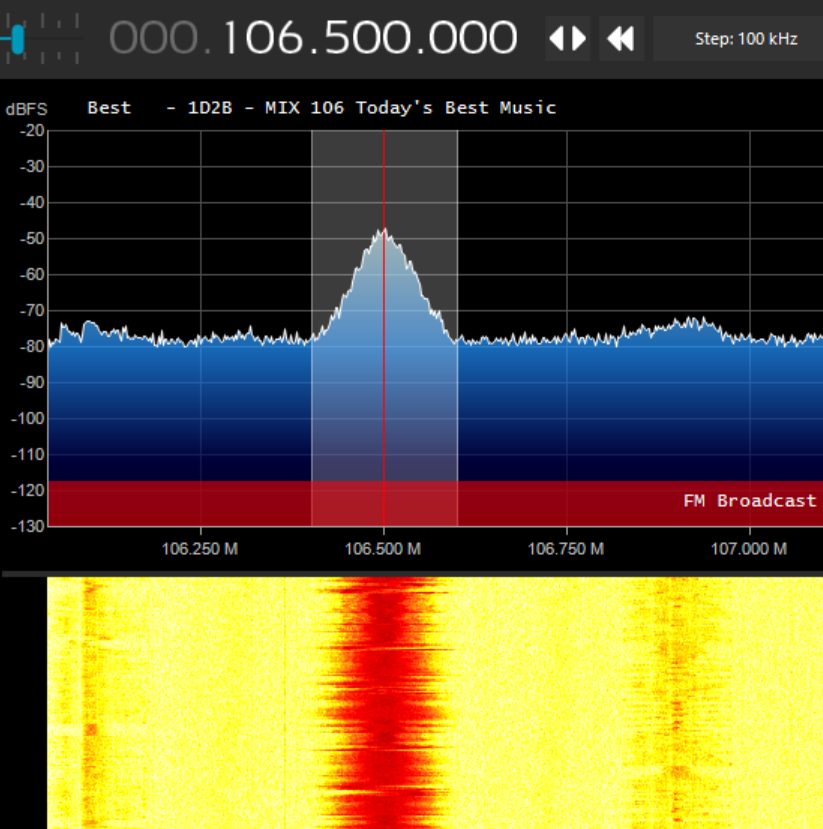 000.106.500.000
Step: 100 kHz
dBFS
Best - 1D2B - MIX 106 Today's Best Music
-20
-30
-40
-50
-60
-70
-80
-90
-100
-110
-120
FM Broadcast
-130
106.250 M
106.500 M
106.750 M
107.000 M